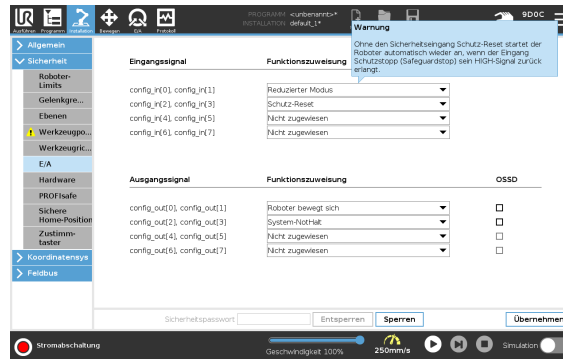 PROGRAMM <unbenannt>*
INSTALLATION default_1*
9D0C
UR
Ausführen Programm Installation Bewegen E/A Protokoll
Warnung
Ohne den Sicherheitseingang Schutz-Reset startet der
Roboter automatisch wieder an, wenn der Eingang
Schutzstopp (Safeguardstop) sein HIGH-Signal zurück
erlangt.
Allgemein
Sicherheit
Roboter-
Limits
Gelenkgre...
Ebenen
Werkzeugpo...
Werkzeugric...
E/A
Hardware
PROFIsafe
Sichere
Home-Position
Zustimm-
taster
Koordinatensys
Feldbus
Eingangssignal Funktionszuweisung
config_in[0], config_in[1] Reduzierter Modus
config_in[2], config_in[3] Schutz-Reset
config_in[4], config_in[5] Nicht zugewiesen
config_in[6], config_in[7] Nicht zugewiesen
Ausgangssignal Funktionszuweisung OSSD
config_out[0], config_out[1] Roboter bewegt sich
config_out[2], config_out[3] System-NotHalt
config_out[4], config_out[5] Nicht zugewiesen
config_out[6], config_out[7] Nicht zugewiesen
Sicherheitspasswort Entsperren Sperren Übernehmen
Stromabschaltung
Geschwindigkeit 100%
250mm/s
Simulation